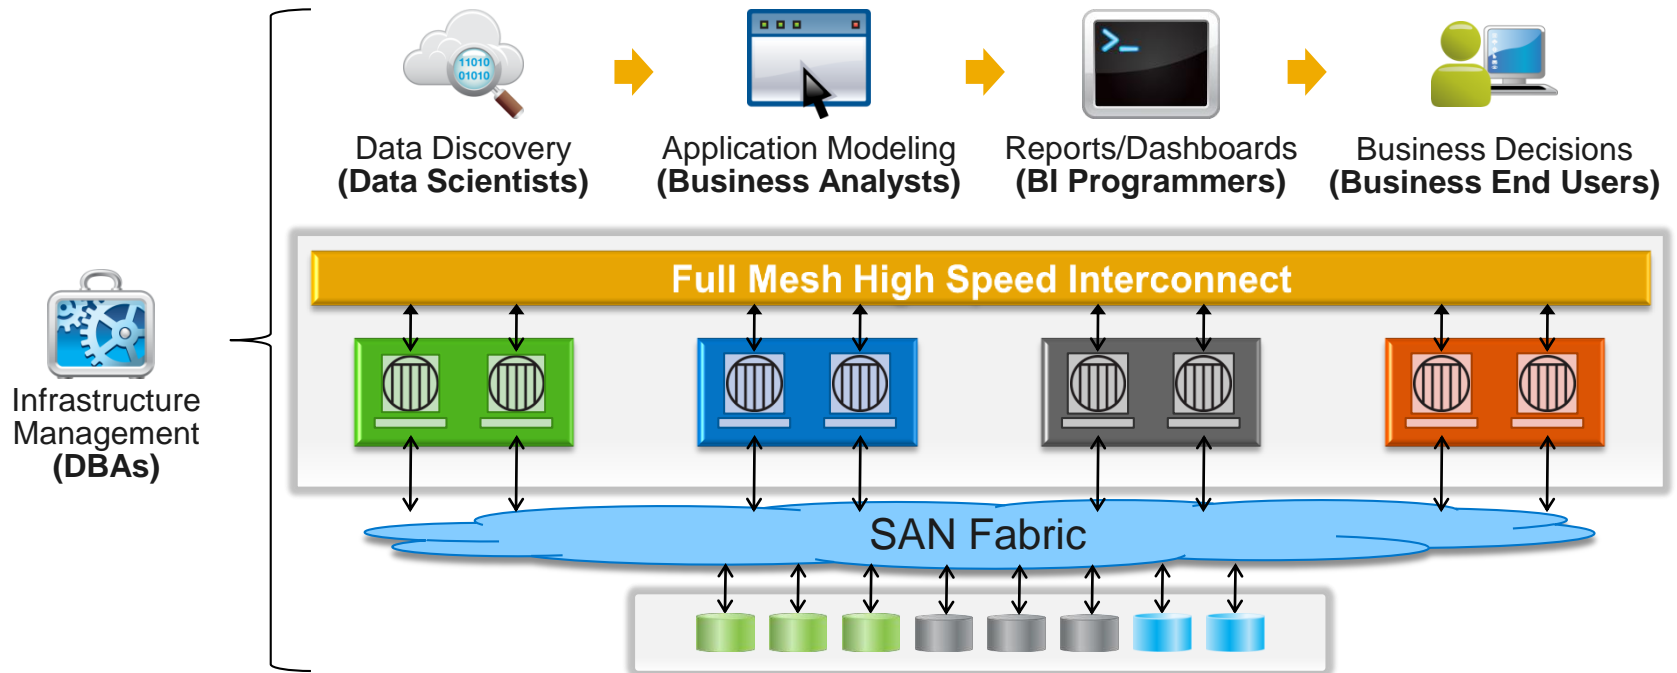 11010
01010
>_
Data Discovery
(Data Scientists)
Application Modeling
(Business Analysts)
Reports/Dashboards
(BI Programmers)
Business Decisions
(Business End Users)
Full Mesh High Speed Interconnect
Infrastructure
Management
(DBAs)
SAN Fabric